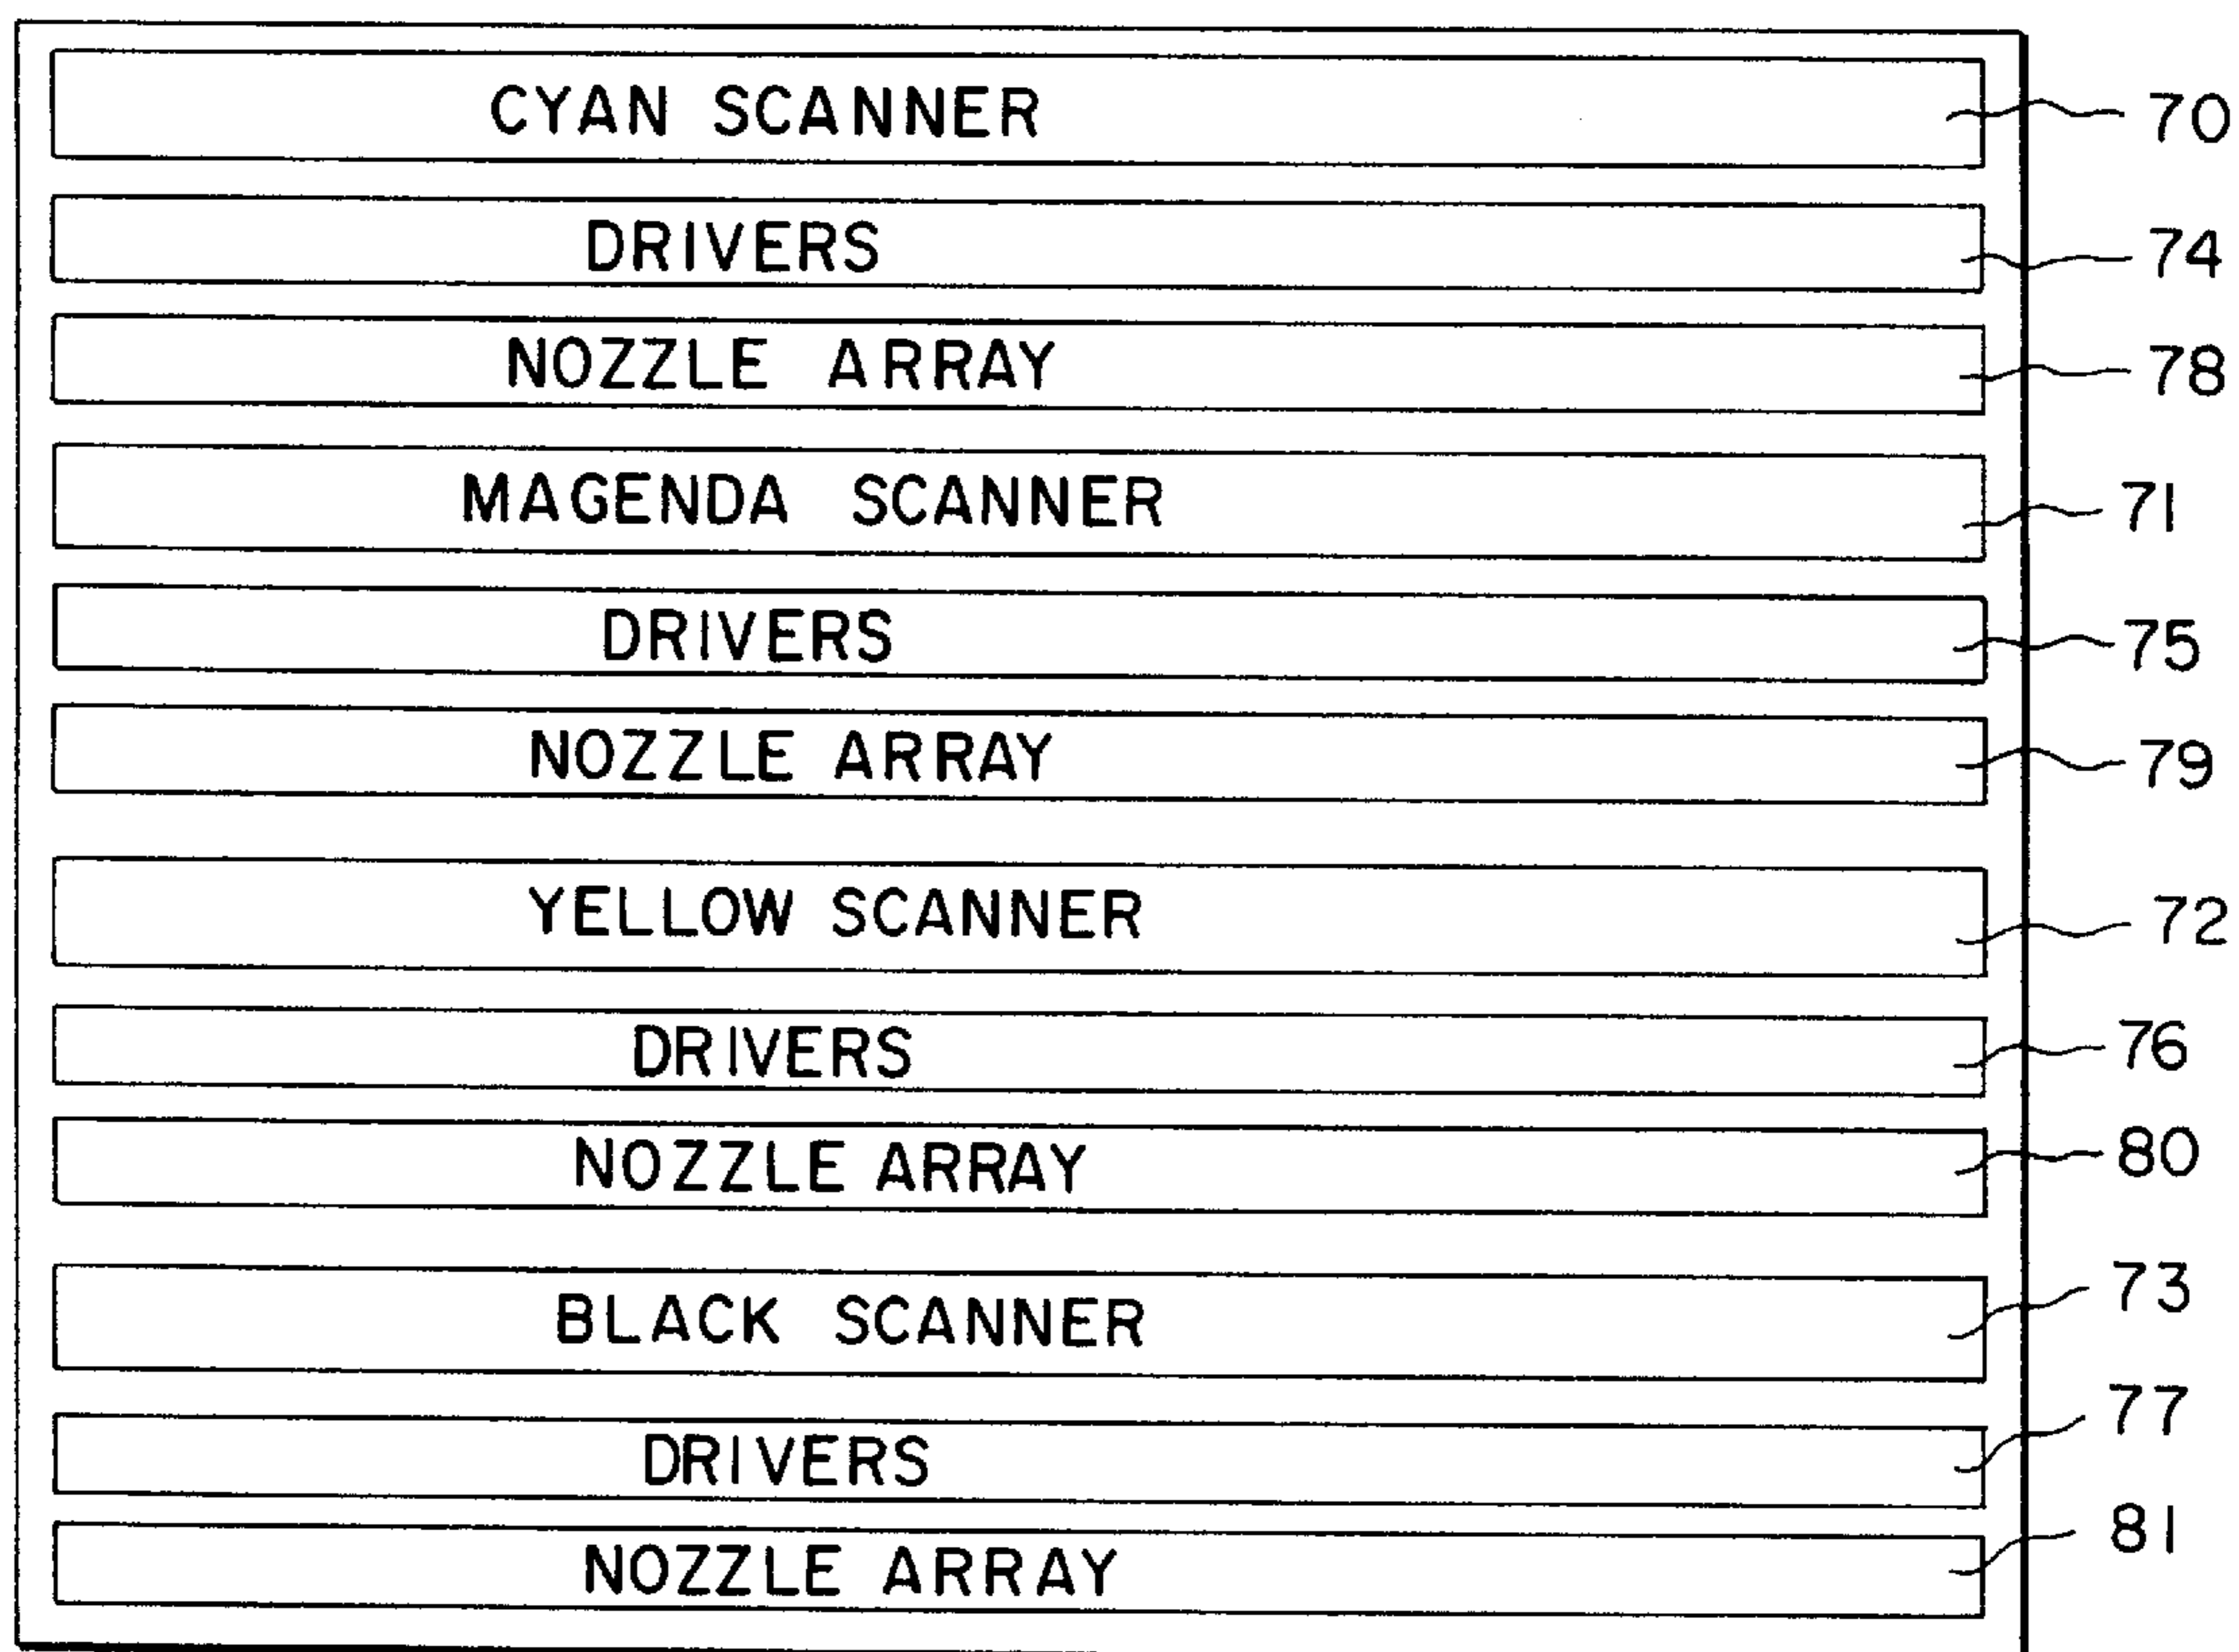 CYAN SCANNER 70
DRIVERS 74
NOZZLE ARRAY 78
MAGENDA SCANNER 71
DRIVERS 75
NOZZLE ARRAY 79
YELLOW SCANNER 72
DRIVERS 76
NOZZLE ARRAY 80
BLACK SCANNER 73
DRIVERS 77
NOZZLE ARRAY 81